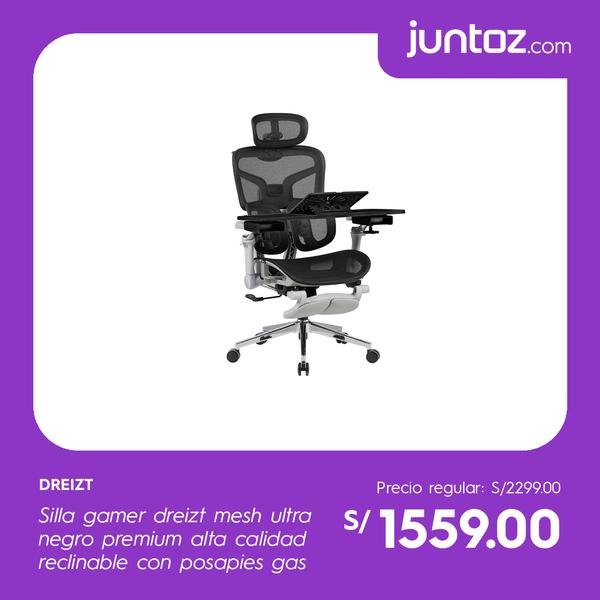 juntoz.com
DREIZT
Silla gamer dreizt mesh ultra
negro premium alta calidad
reclinable con posapies gas
Precio regular: S/2299.00
S/1559.00